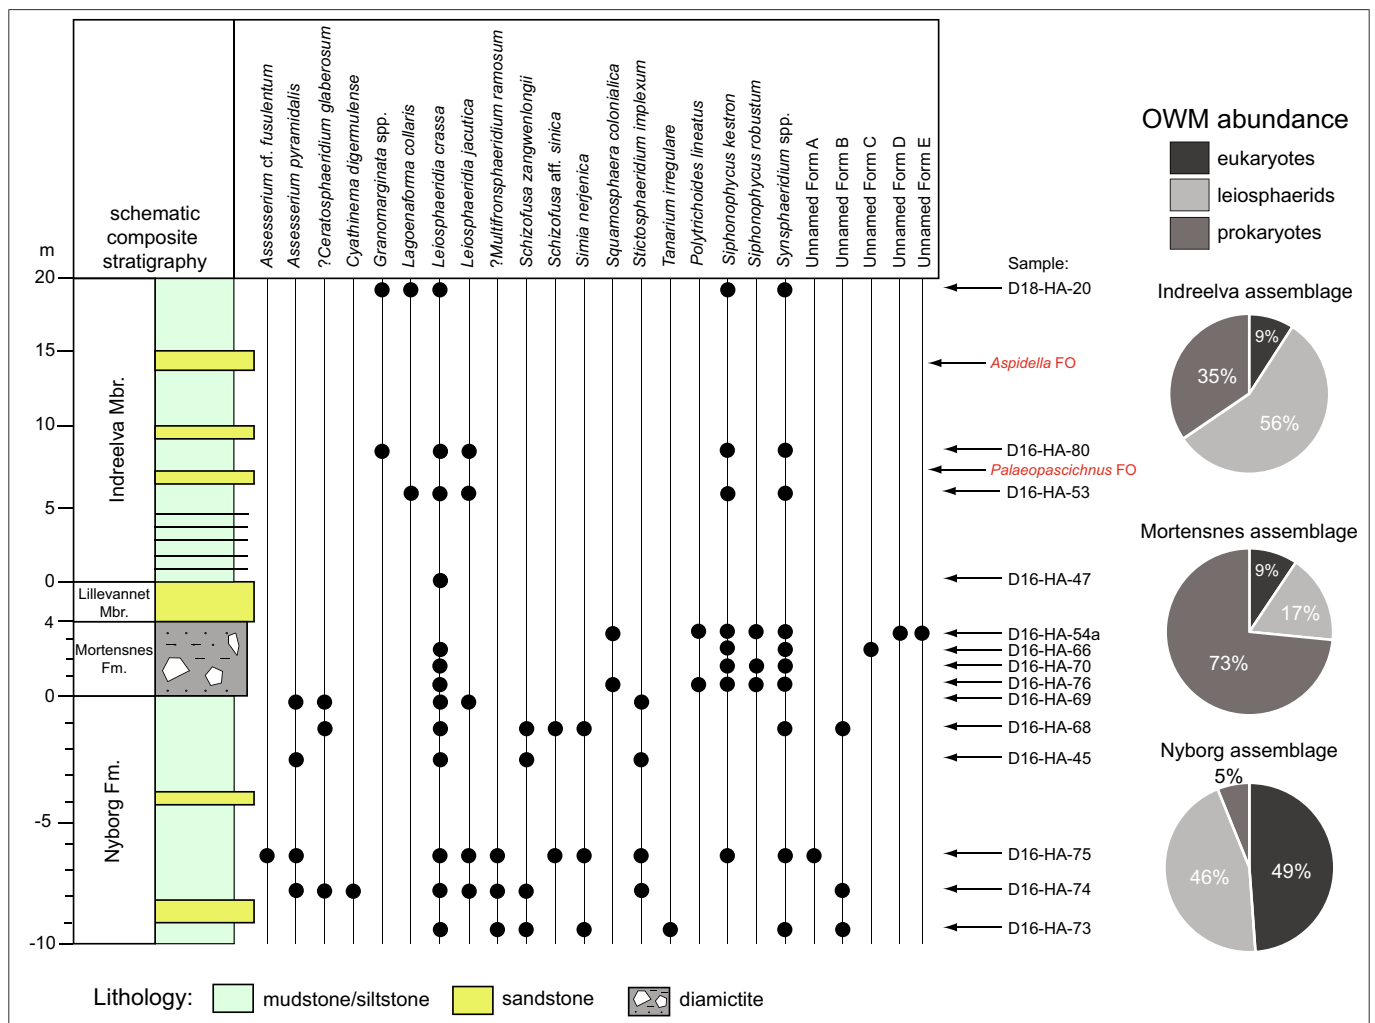 Assesserium cf. fusulentum
Assesserium pyramidalis
?Ceratosphaeridium glaberosum
Cyathinema digermulense
Granomarginata spp.
Lagoenaforma collaris
Leiosphaeridia crassa
Leiosphaeridia jacutica
?Multifronsphaeridium ramosum
Schizofusa zangwenlongii
Schizofusa aff. sinica
Simia nerjenica
Squamosphaera colonialica
Stictosphaeridium implexum
Tanarium irregulare
Polytrichoides lineatus
Siphonophycus kestron
Siphonophycus robustum
Synsphaeridium spp.
Unnamed Form A
Unnamed Form B
Unnamed Form C
Unnamed Form D
Unnamed Form E
schematic
composite
stratigraphy
m
20
15
10
5
0
4
0
-5
-10
Indreelva Mbr.
Lillevannet
Mbr.
Mortensnes
Fm.
Nyborg Fm.
Sample:
D18-HA-20
Aspidella FO
D16-HA-80
Palaeopascichnus FO
D16-HA-53
D16-HA-47
D16-HA-54a
D16-HA-66
D16-HA-70
D16-HA-76
D16-HA-69
D16-HA-68
D16-HA-45
D16-HA-75
D16-HA-74
D16-HA-73
OWM abundance
eukaryotes
leiosphaerids
prokaryotes
Indreelva assemblage
9%
35%
56%
Mortensnes assemblage
9%
17%
73%
Nyborg assemblage
5%
46%
49%
Lithology:
mudstone/siltstone
sandstone
diamictite